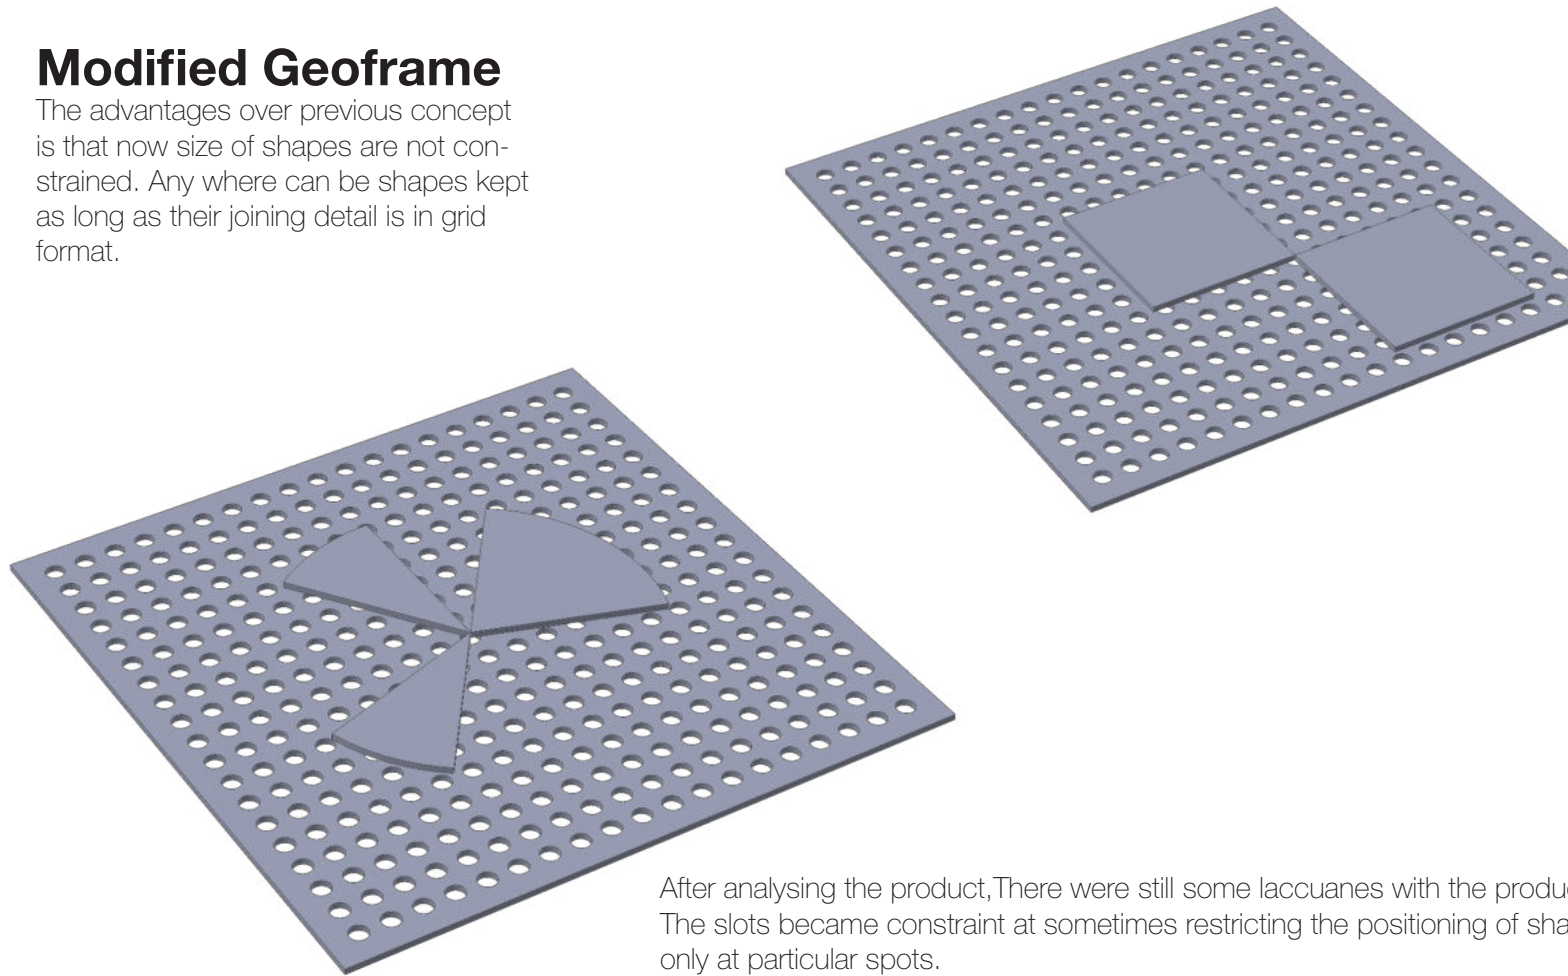 Modified Geoframe
The advantages over previous concept
is that now size of shapes are not con-
strained. Any where can be shapes kept
as long as their joining detail is in grid
format.
After analysing the product,There were still some laccuanes with the produ
The slots became constraint at sometimes restricting the positioning of sha
only at particular spots.